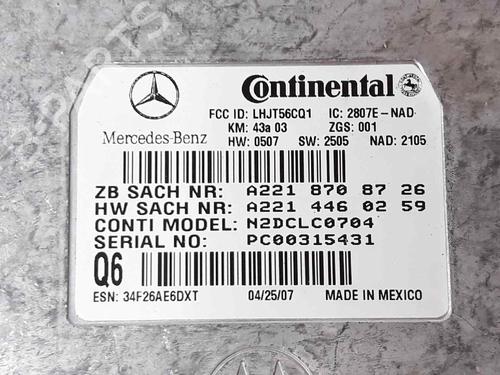 Continental
FCC ID: LHJT56CQ1 IC: 2807E-NAD
KM: 43a 03 ZGS: 001
Mercedes-Benz HW: 0507 SW: 2505 NAD: 2105
ZB SACH NR: A221 870 87 26
HW SACH NR: A221 446 02 59
CONTI MODEL: N2DCLC0704
SERIAL NO: PC00315431
Q6
ESN: 34F26AE6DXT 04/25/07 MADE IN MEXICO